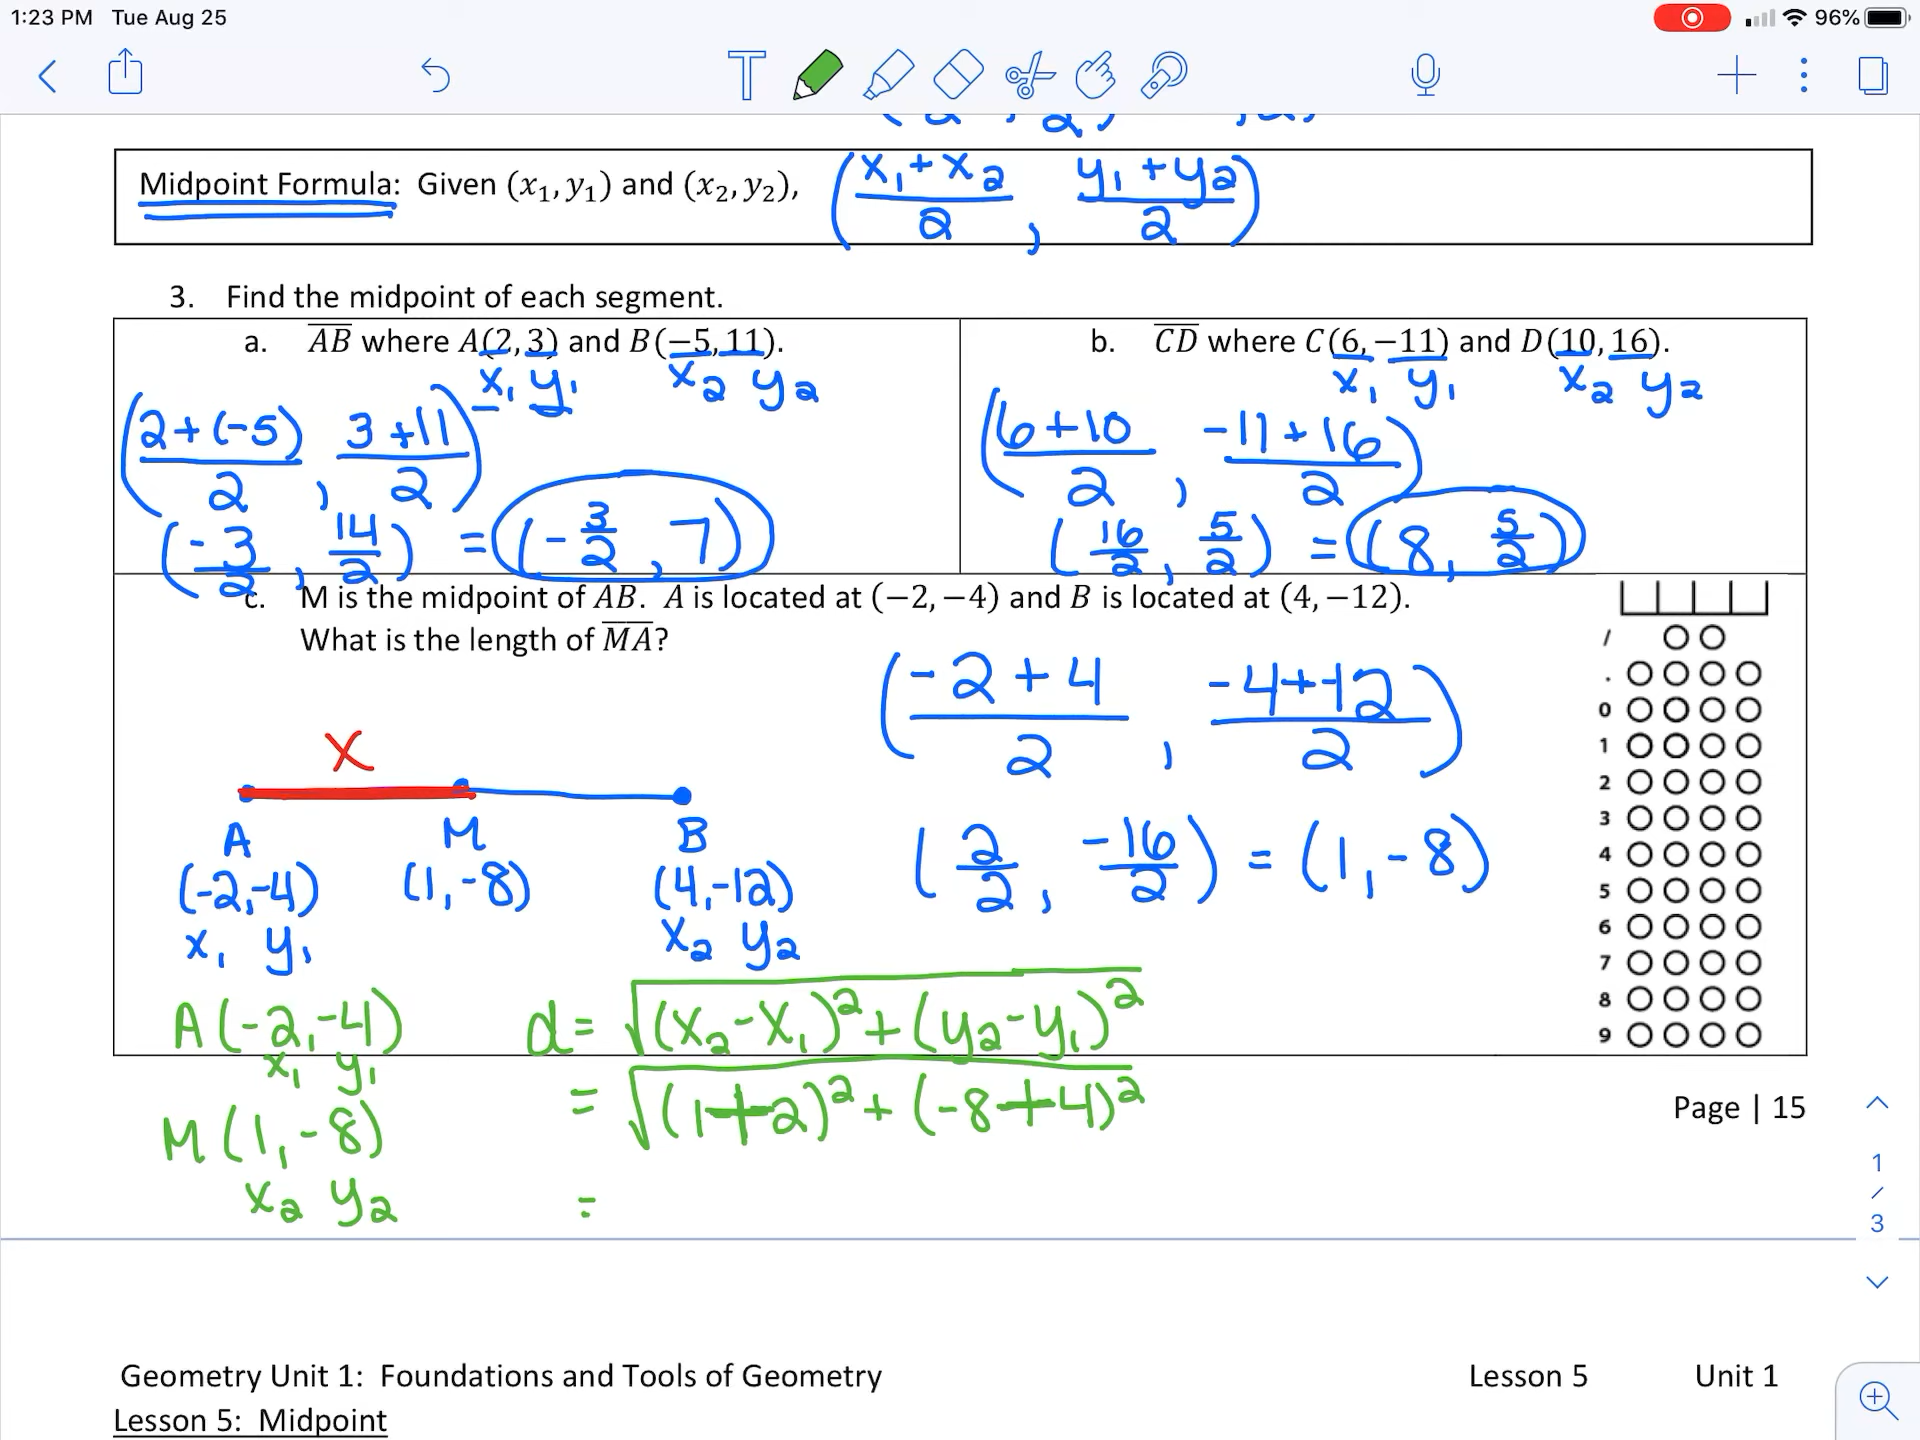 1:23 PM Tue Aug 25
96%
Midpoint Formula: Given (x₁, y₁) and (x₂, y₂), ((x₁ + x₂)/2, (y₁ + y₂)/2)
3. Find the midpoint of each segment.
a. AB where A(2, 3) and B(−5, 11).
x₁ y₁ x₂ y₂
((2 + (-5))/2, (3 + 11)/2)
(-3/2, 14/2) = (-3/2, 7)
b. CD where C(6, −11) and D(10, 16).
x₁ y₁ x₂ y₂
((6 + 10)/2, (-11 + 16)/2)
(16/2, 5/2) = (8, 5/2)
c. M is the midpoint of AB. A is located at (−2, −4) and B is located at (4, −12).
What is the length of MA?
((-2 + 4)/2, (-4 + -12)/2)
(2/2, -16/2) = (1, -8)
X
A M B
(-2,-4) (1,-8) (4,-12)
x₁ y₁ x₂ y₂
A(-2,-4)
x₁ y₁
M(1,-8)
x₂ y₂
d = √((x₂-x₁)² + (y₂-y₁)²)
= √((1+2)² + (-8+4)²)
=
/
.
0
1
2
3
4
5
6
7
8
9
Page | 15
1
/
3
Geometry Unit 1: Foundations and Tools of Geometry Lesson 5 Unit 1
Lesson 5: Midpoint